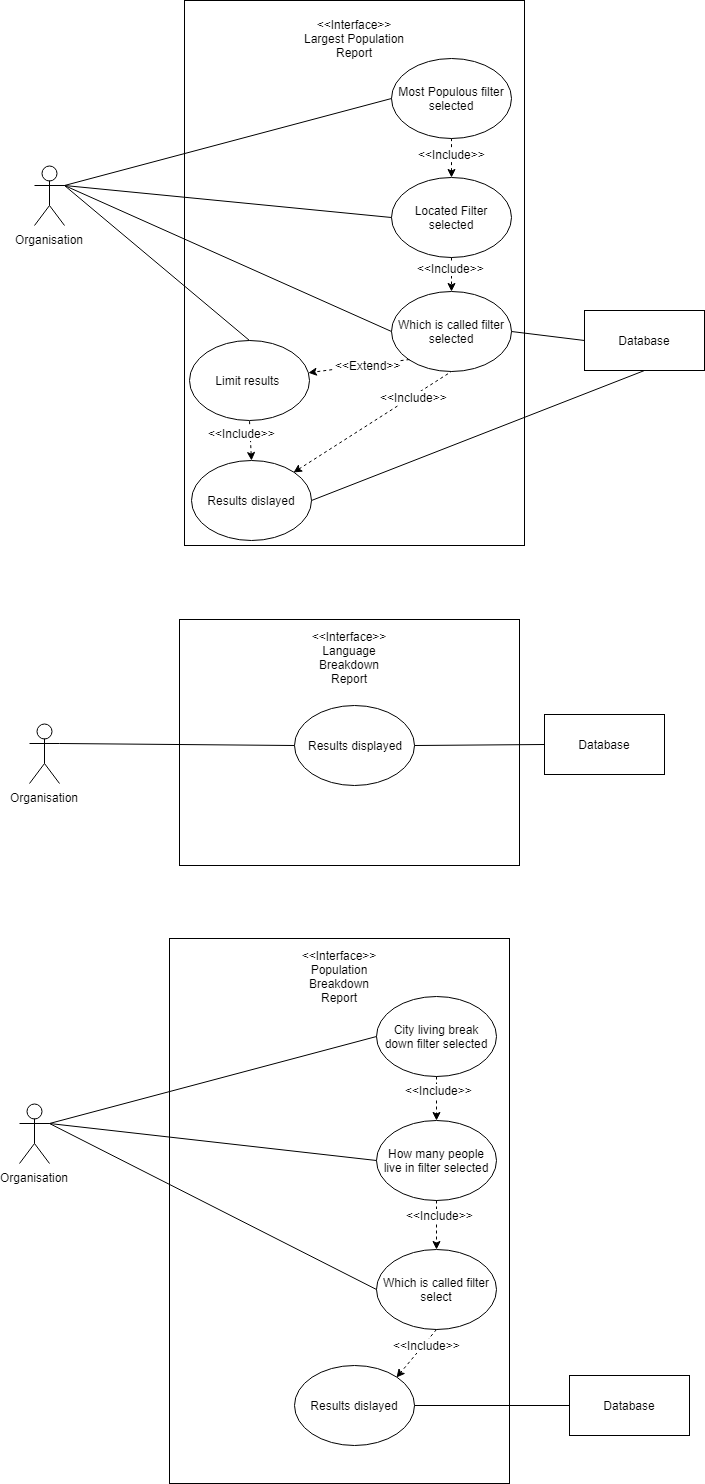 <<Interface>>
Largest Population
Report
Most Populous filter
selected
<<Include>>
Organisation
Located Filter
selected
<<Include>>
Which is called filter
selected
Database
<<Extend>>
Limit results
<<Include>>
<<Include>>
Results dislayed
<<Interface>>
Language
Breakdown
Report
Organisation
Results displayed
Database
<<Interface>>
Population
Breakdown
Report
City living break
down filter selected
<<Include>>
Organisation
How many people
live in filter selected
<<Include>>
Which is called filter
select
<<Include>>
Results dislayed
Database